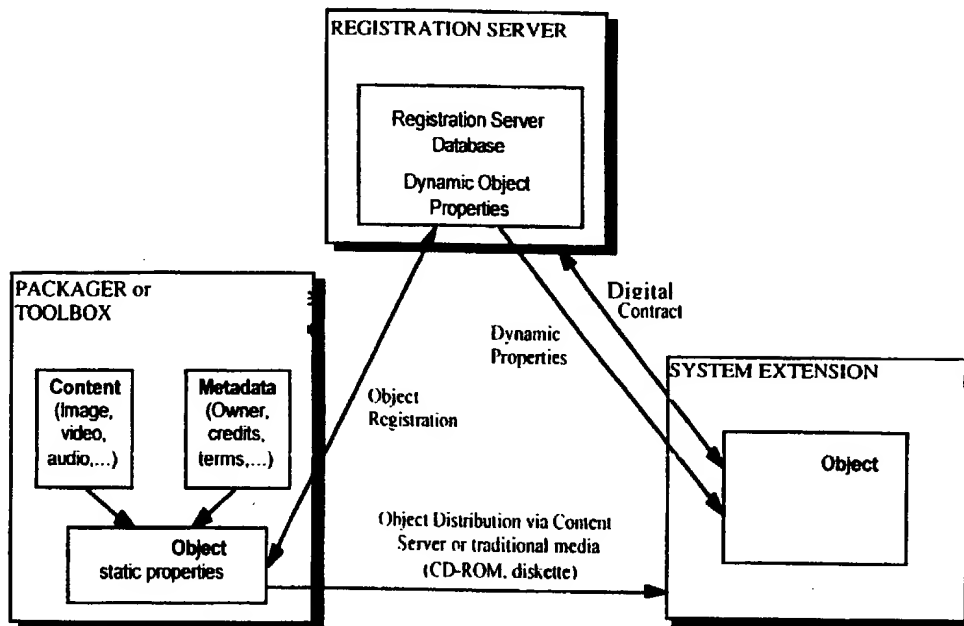 REGISTRATION SERVER
Registration Server
Database
Dynamic Object
Properties
PACKAGER or
TOOLBOX
Content
(Image,
video,
audio,...)
Metadata
(Owner,
credits,
terms,...)
Object
static properties
Object
Registration
Dynamic
Properties
Digital
Contract
Object Distribution via Content
Server or traditional media
(CD-ROM, diskette)
SYSTEM EXTENSION
Object